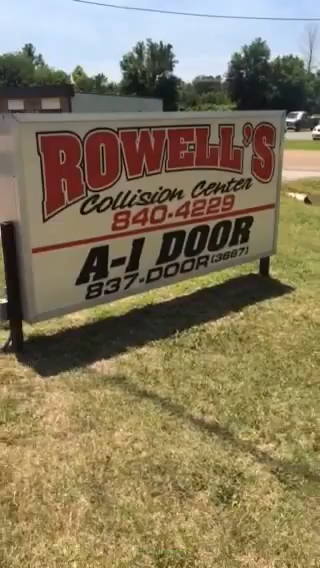 ROWELL'S
Collision Center
840-4229
A-1 DOOR
837-DOOR (3667)